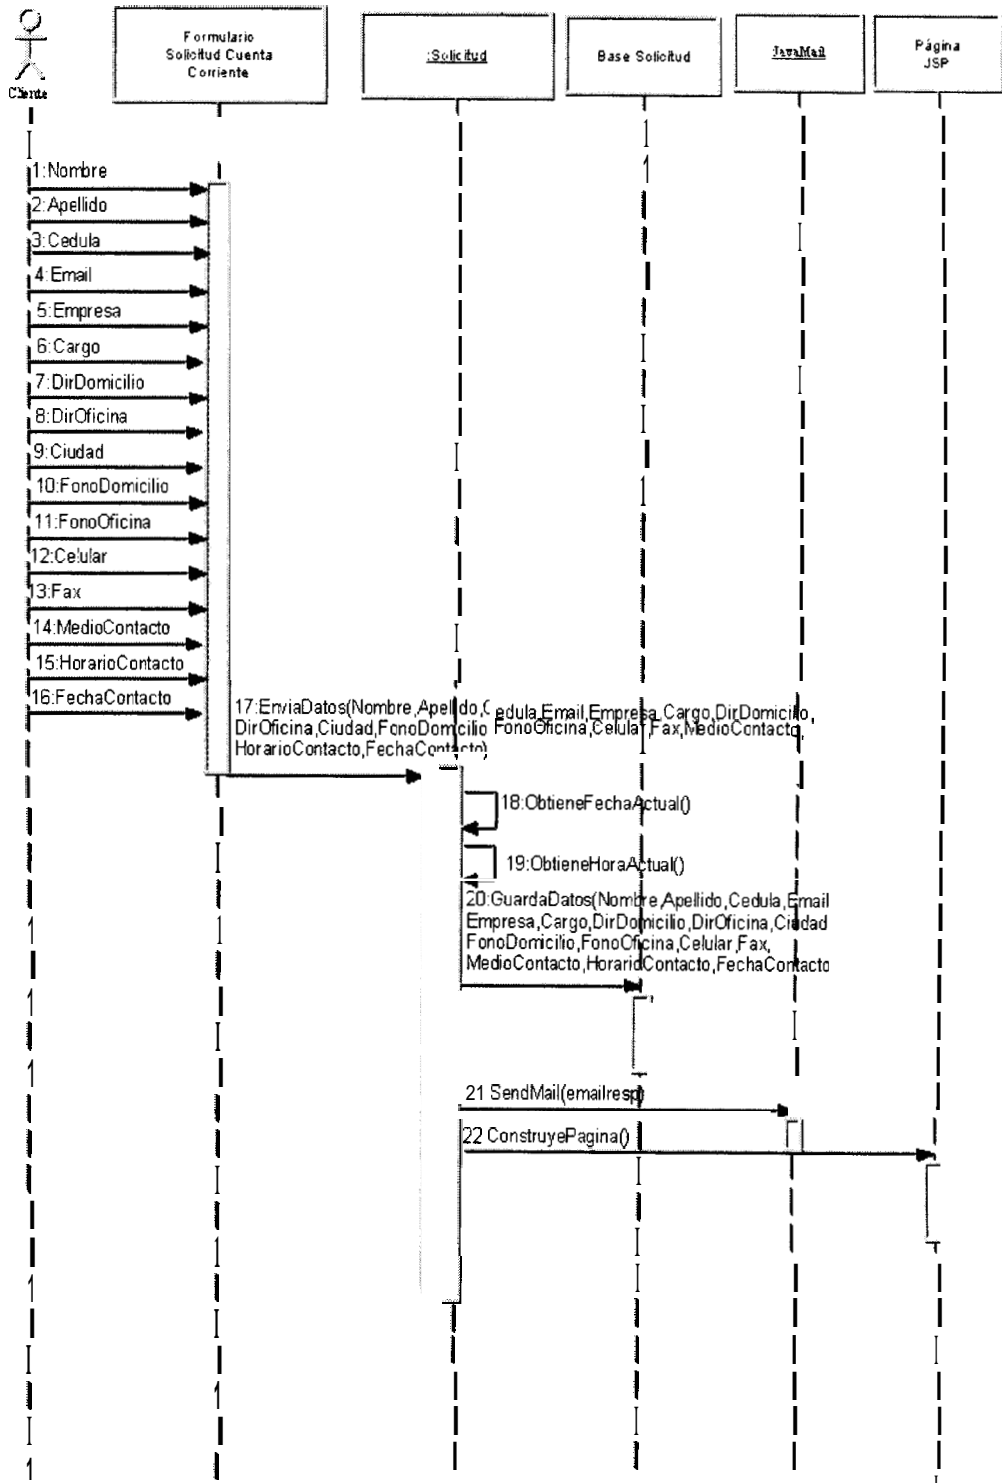 Cliente
Formulario
Solicitud Cuenta
Corriente
:Solicitud
Base Solicitud
JavaMail
Página
JSP
1:Nombre
2:Apellido
3:Cedula
4:Email
5:Empresa
6:Cargo
7:DirDomicilio
8:DirOficina
9:Ciudad
10:FonoDomicilio
11:FonoOficina
12:Celular
13:Fax
14:MedioContacto
15:HorarioContacto
16:FechaContacto
17:EnviaDatos(Nombre,Apellido,Cedula,Email,Empresa,Cargo,DirDomicilio,
DirOficina,Ciudad,FonoDomicilio FonoOficina,Celular,Fax,MedioContacto,
HorarioContacto,FechaContacto)
18:ObtieneFechaActual()
19:ObtieneHoraActual()
20:GuardaDatos(Nombre,Apellido,Cedula,Email
Empresa,Cargo,DirDomicilio,DirOficina,Ciudad
FonoDomicilio,FonoOficina,Celular,Fax,
MedioContacto,HorarioContacto,FechaContacto
21 SendMail(emailresp)
22 ConstruyePagina()